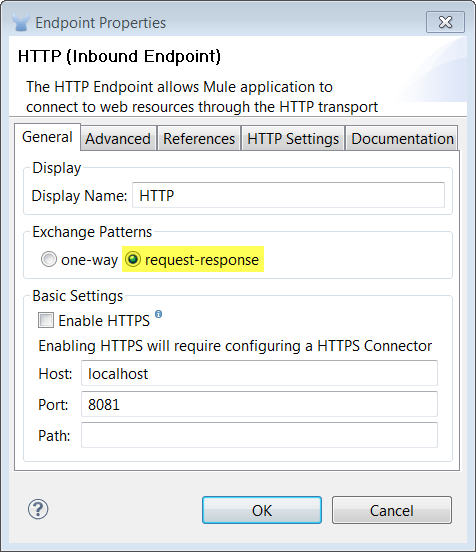 Endpoint Properties
HTTP (Inbound Endpoint)
The HTTP Endpoint allows Mule application to
connect to web resources through the HTTP transport
General Advanced References HTTP Settings Documentation
Display
Display Name: HTTP
Exchange Patterns
one-way request-response
Basic Settings
Enable HTTPS
Enabling HTTPS will require configuring a HTTPS Connector
Host: localhost
Port: 8081
Path:
OK Cancel